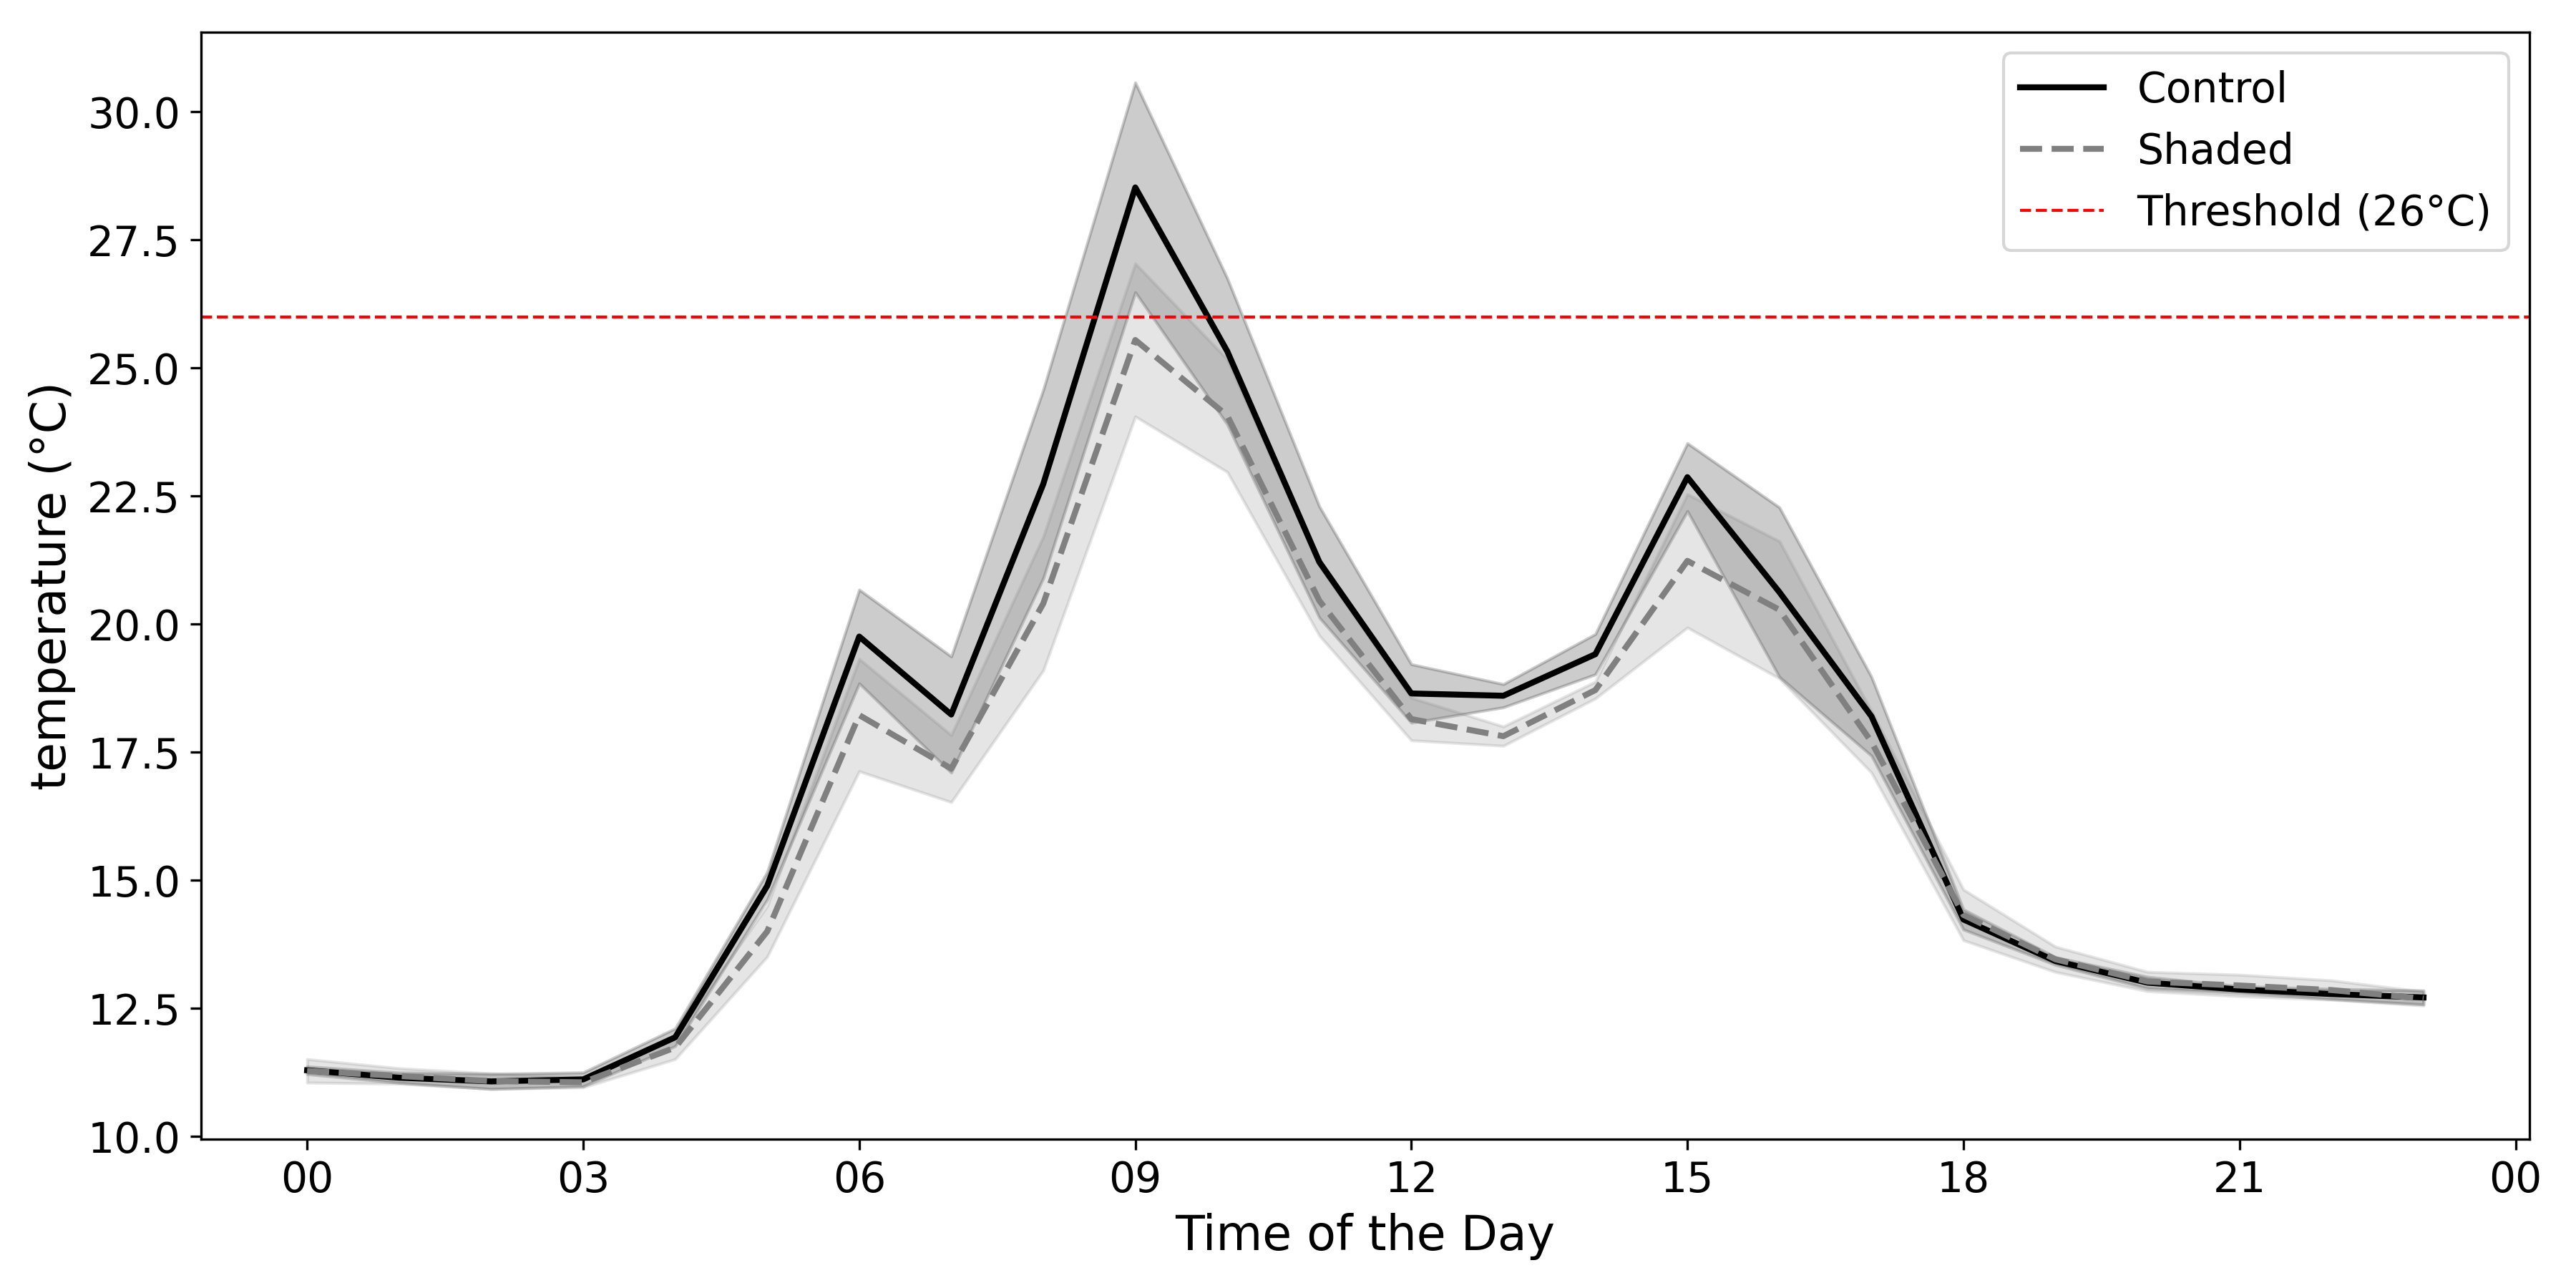 Control
Shaded
Threshold (26°C)
30.0
27.5
25.0
22.5
20.0
17.5
15.0
12.5
10.0
temperature (°C)
00 03 06 09 12 15 18 21 00
Time of the Day